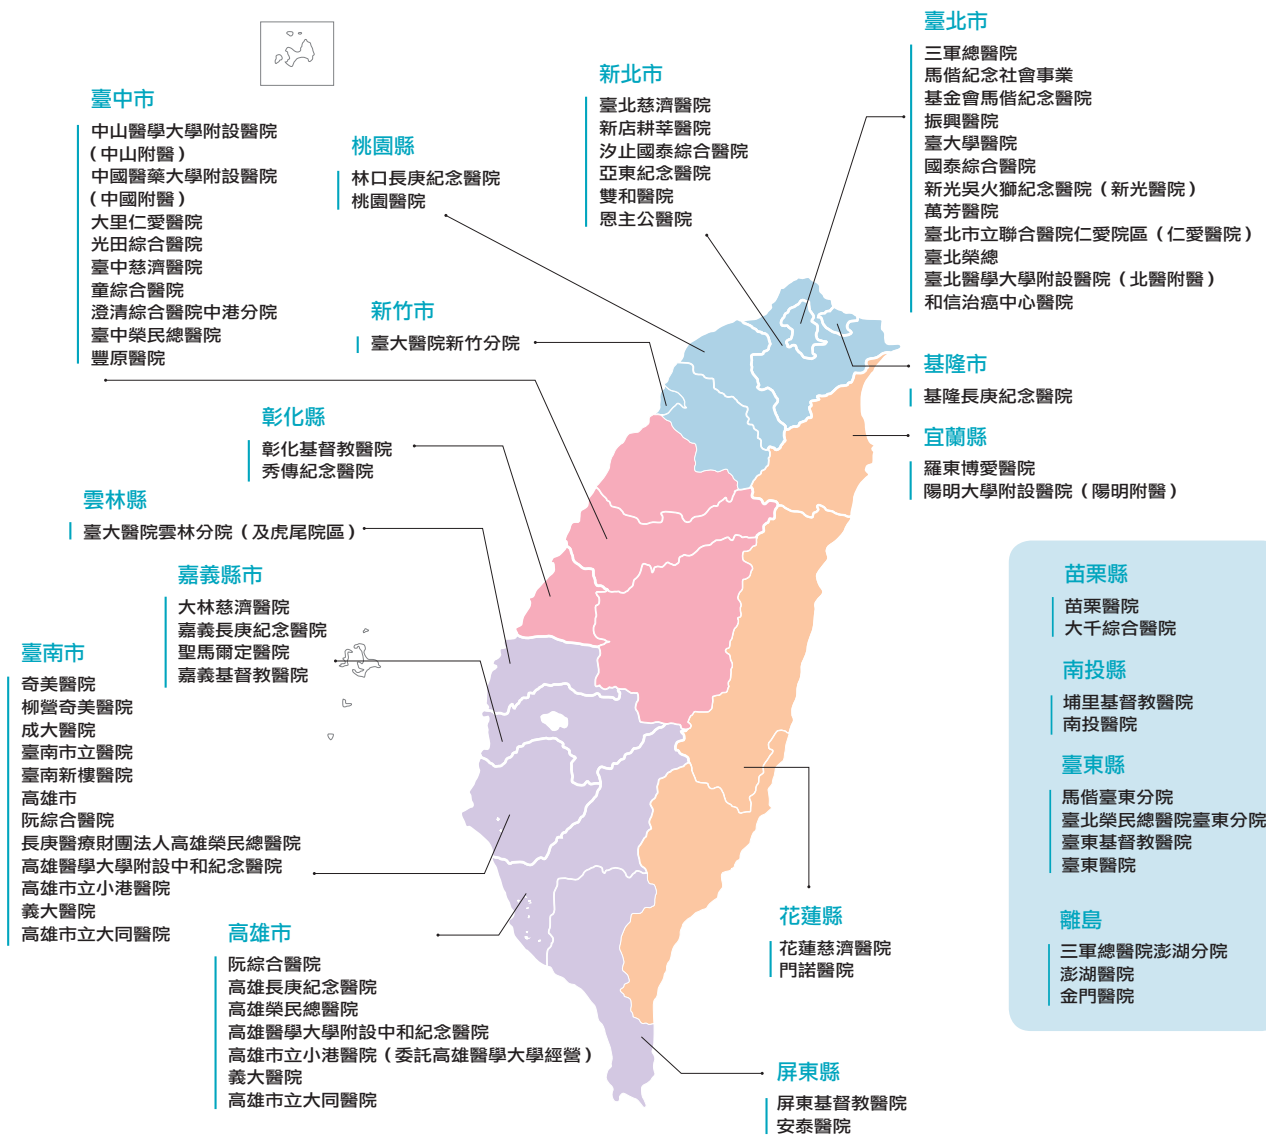 臺北市
三軍總醫院
馬偕紀念社會事業
基金會馬偕紀念醫院
振興醫院
臺大學醫院
國泰綜合醫院
新光吳火獅紀念醫院（新光醫院）
萬芳醫院
臺北市立聯合醫院仁愛院區（仁愛醫院）
臺北榮總
臺北醫學大學附設醫院（北醫附醫）
和信治癌中心醫院
新北市
臺北慈濟醫院
新店耕莘醫院
汐止國泰綜合醫院
亞東紀念醫院
雙和醫院
恩主公醫院
臺中市
中山醫學大學附設醫院
（中山附醫）
中國醫藥大學附設醫院
（中國附醫）
大里仁愛醫院
光田綜合醫院
臺中慈濟醫院
童綜合醫院
澄清綜合醫院中港分院
臺中榮民總醫院
豐原醫院
桃園縣
林口長庚紀念醫院
桃園醫院
新竹市
臺大醫院新竹分院
基隆市
基隆長庚紀念醫院
宜蘭縣
羅東博愛醫院
陽明大學附設醫院（陽明附醫）
彰化縣
彰化基督教醫院
秀傳紀念醫院
雲林縣
臺大醫院雲林分院（及虎尾院區）
嘉義縣市
大林慈濟醫院
嘉義長庚紀念醫院
聖馬爾定醫院
嘉義基督教醫院
臺南市
奇美醫院
柳營奇美醫院
成大醫院
臺南市立醫院
臺南新樓醫院
高雄市
阮綜合醫院
長庚醫療財團法人高雄榮民總醫院
高雄醫學大學附設中和紀念醫院
高雄市立小港醫院
義大醫院
高雄市立大同醫院
高雄市
阮綜合醫院
高雄長庚紀念醫院
高雄榮民總醫院
高雄醫學大學附設中和紀念醫院
高雄市立小港醫院（委託高雄醫學大學經營）
義大醫院
高雄市立大同醫院
花蓮縣
花蓮慈濟醫院
門諾醫院
屏東縣
屏東基督教醫院
安泰醫院
苗栗縣
苗栗醫院
大千綜合醫院
南投縣
埔里基督教醫院
南投醫院
臺東縣
馬偕臺東分院
臺北榮民總醫院臺東分院
臺東基督教醫院
臺東醫院
離島
三軍總醫院澎湖分院
澎湖醫院
金門醫院